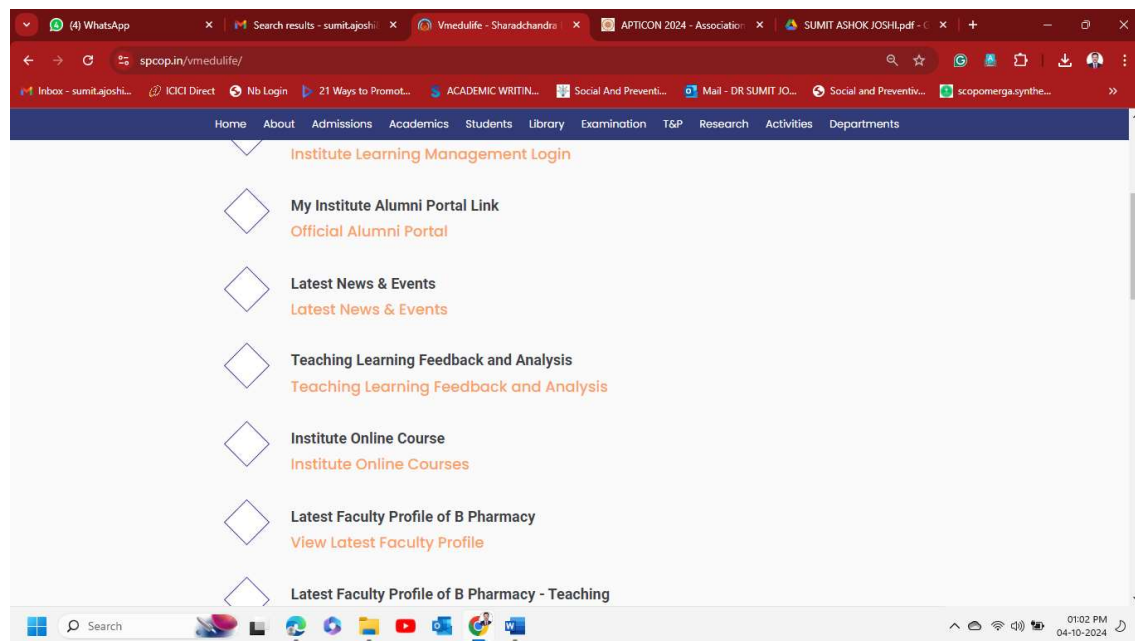 (4) WhatsApp
Search results - sumit.ajoshi
Vmedulife - Sharadchandra
APTICON 2024 - Association
SUMIT ASHOK JOSHI.pdf - G
spcop.in/vmedulife/
Inbox - sumit.ajoshi...
ICICI Direct
Nb Login
21 Ways to Promot...
ACADEMIC WRITIN...
Social And Preventi...
Mail - DR SUMIT JO...
Social and Preventiv...
scopomerga.synthe...
Home About Admissions Academics Students Library Examination T&P Research Activities Departments
Institute Learning Management Login
My Institute Alumni Portal Link
Official Alumni Portal
Latest News & Events
Latest News & Events
Teaching Learning Feedback and Analysis
Teaching Learning Feedback and Analysis
Institute Online Course
Institute Online Courses
Latest Faculty Profile of B Pharmacy
View Latest Faculty Profile
Latest Faculty Profile of B Pharmacy - Teaching
Search
01:02 PM
04-10-2024